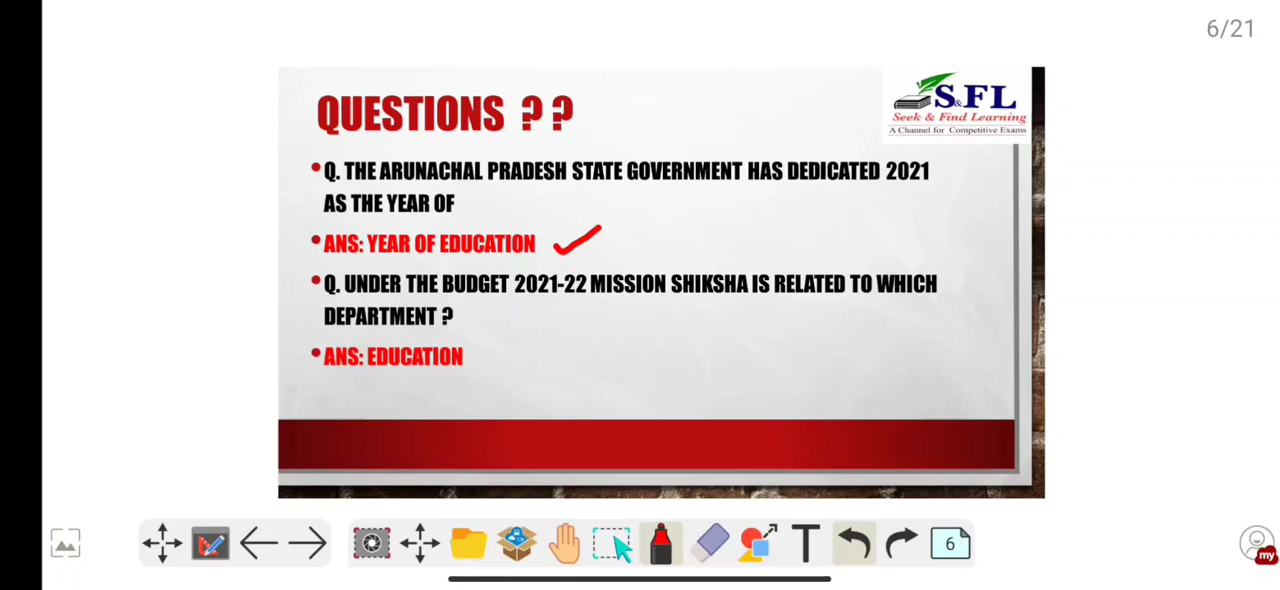 6/21
QUESTIONS ??
S&FL
Seek & Find Learning
A Channel for Competitive Exams
• Q. THE ARUNACHAL PRADESH STATE GOVERNMENT HAS DEDICATED 2021
AS THE YEAR OF
• ANS: YEAR OF EDUCATION
• Q. UNDER THE BUDGET 2021-22 MISSION SHIKSHA IS RELATED TO WHICH
DEPARTMENT ?
• ANS: EDUCATION
T
6
my